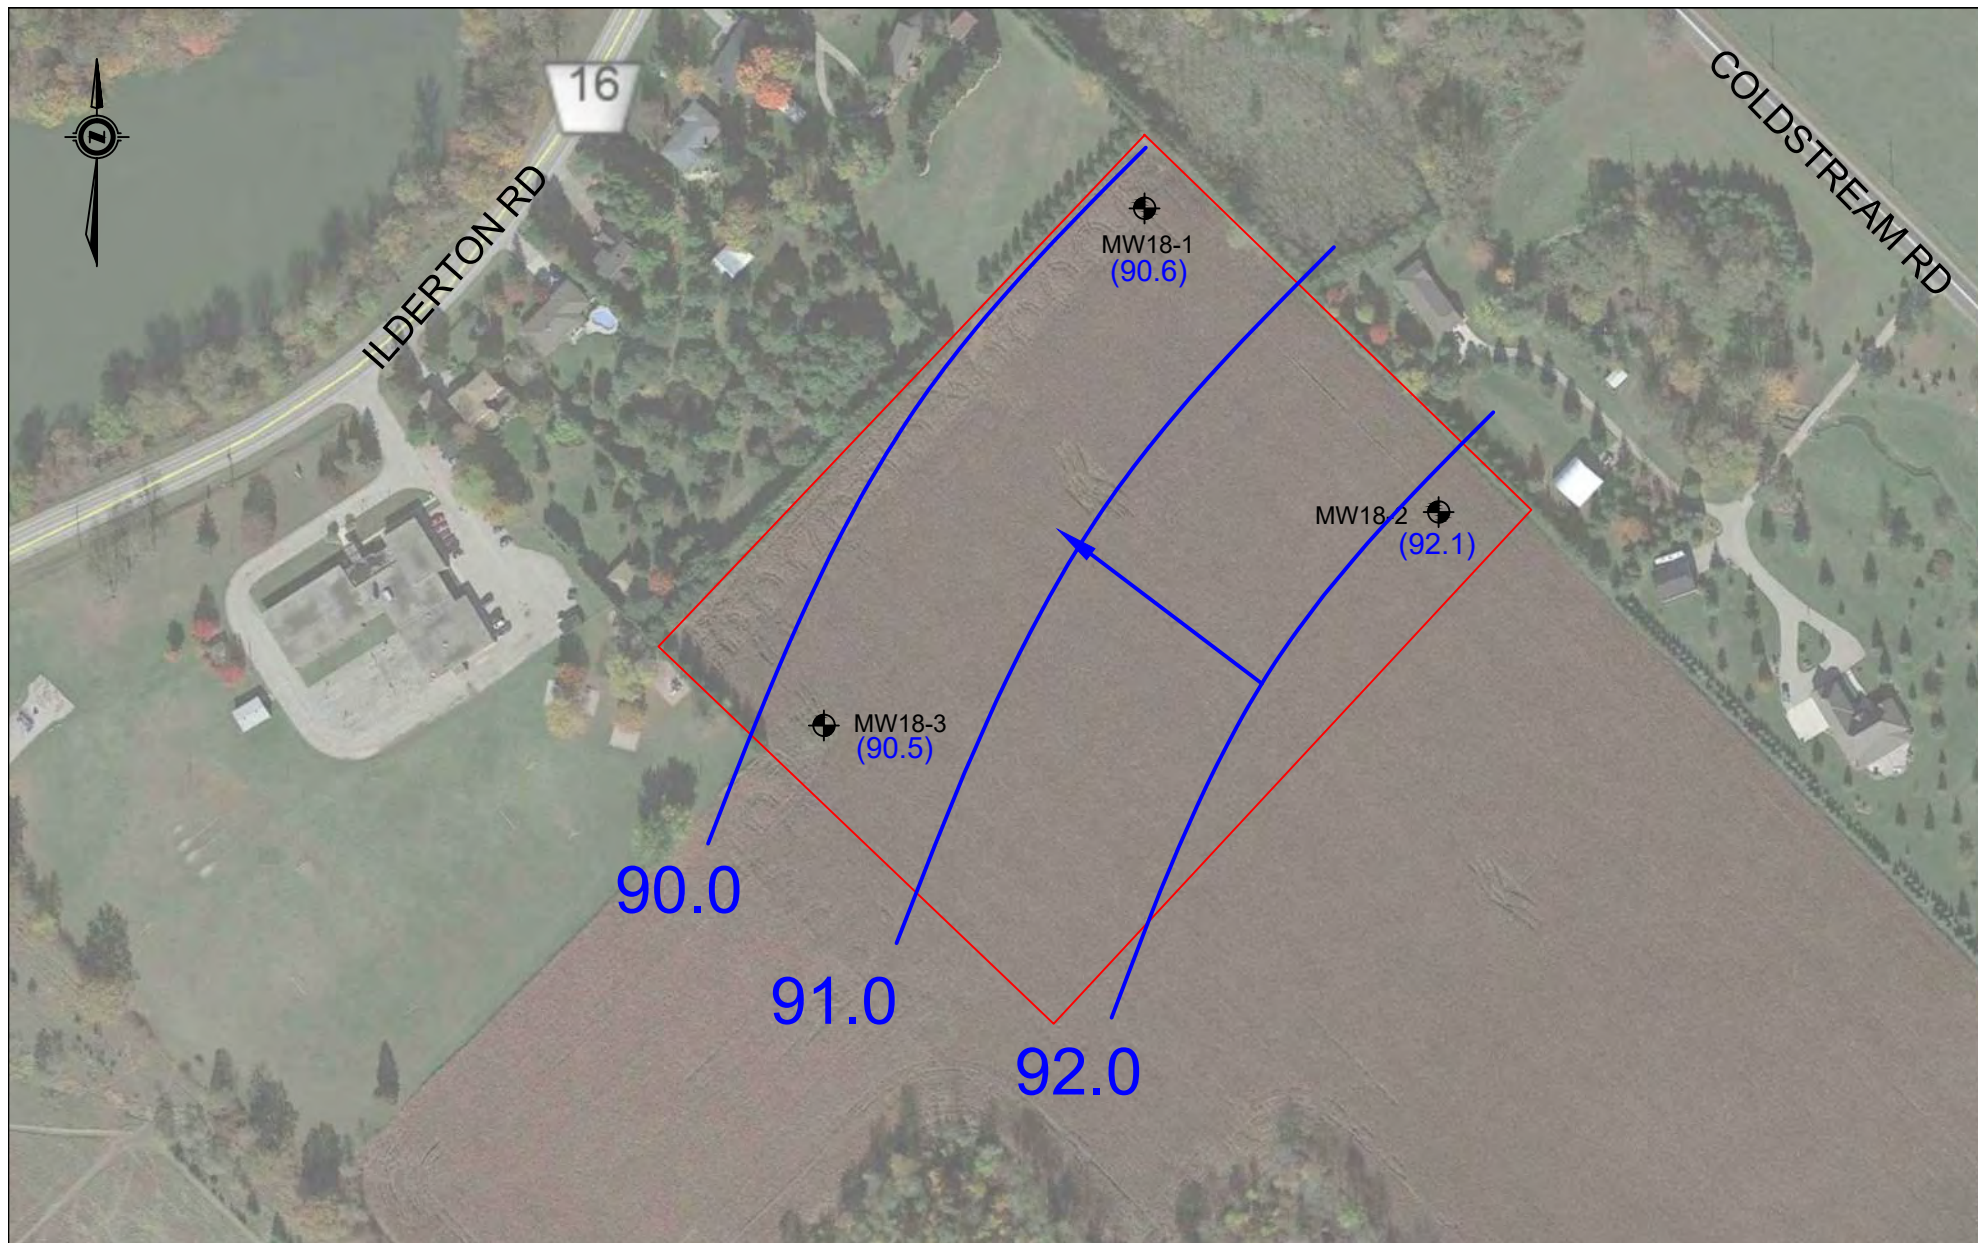 16
COLDSTREAM RD
ILDERTON RD
MW18-1
(90.6)
MW18-2
(92.1)
MW18-3
(90.5)
90.0
91.0
92.0